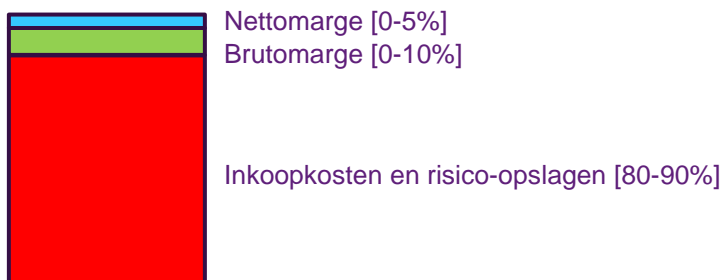 Nettomarge [0-5%]
Brutomarge [0-10%]
Inkoopkosten en risico-opslagen [80-90%]